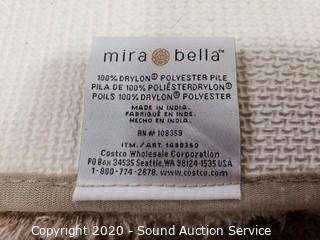 mira bella™
100% DRYLON® POLYESTER PILE
PILA DE 100% POLIÉSTERDRYLON®
POILS 100% DRYLON® POLYESTER
MADE IN INDIA.
FABRIQUÉ EN INDE.
HECHO EN INDIA.
RN# 108359
ITM./ART. 1498350
Costco Wholesale Corporation
PO Box 34535 Seattle, WA 98124-1535 USA
1-800-774-2678. www.costco.com
Copyright 2020 - Sound Auction Service